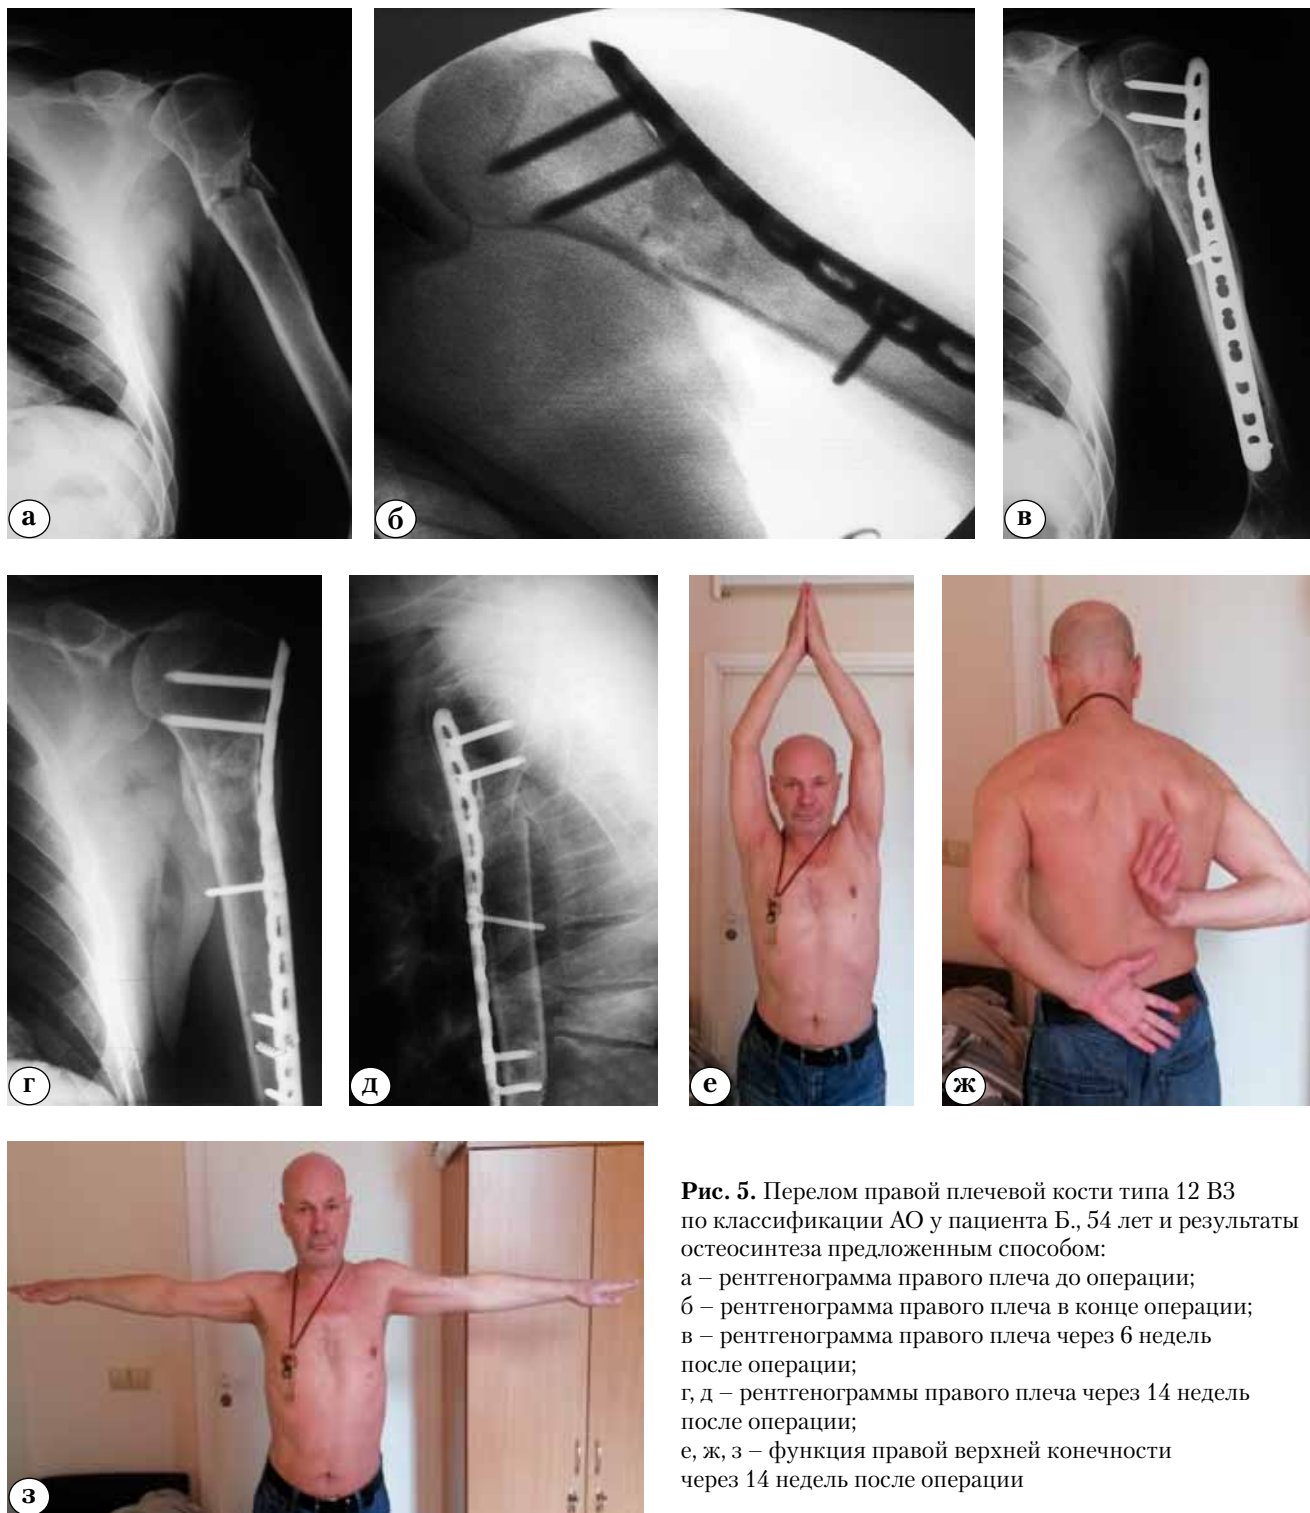 а
б
в
г
д
е
ж
з
Рис. 5. Перелом правой плечевой кости типа 12 В3
по классификации АО у пациента Б., 54 лет и результаты
остеосинтеза предложенным способом:
а – рентгенограмма правого плеча до операции;
б – рентгенограмма правого плеча в конце операции;
в – рентгенограмма правого плеча через 6 недель
после операции;
г, д – рентгенограммы правого плеча через 14 недель
после операции;
е, ж, з – функция правой верхней конечности
через 14 недель после операции